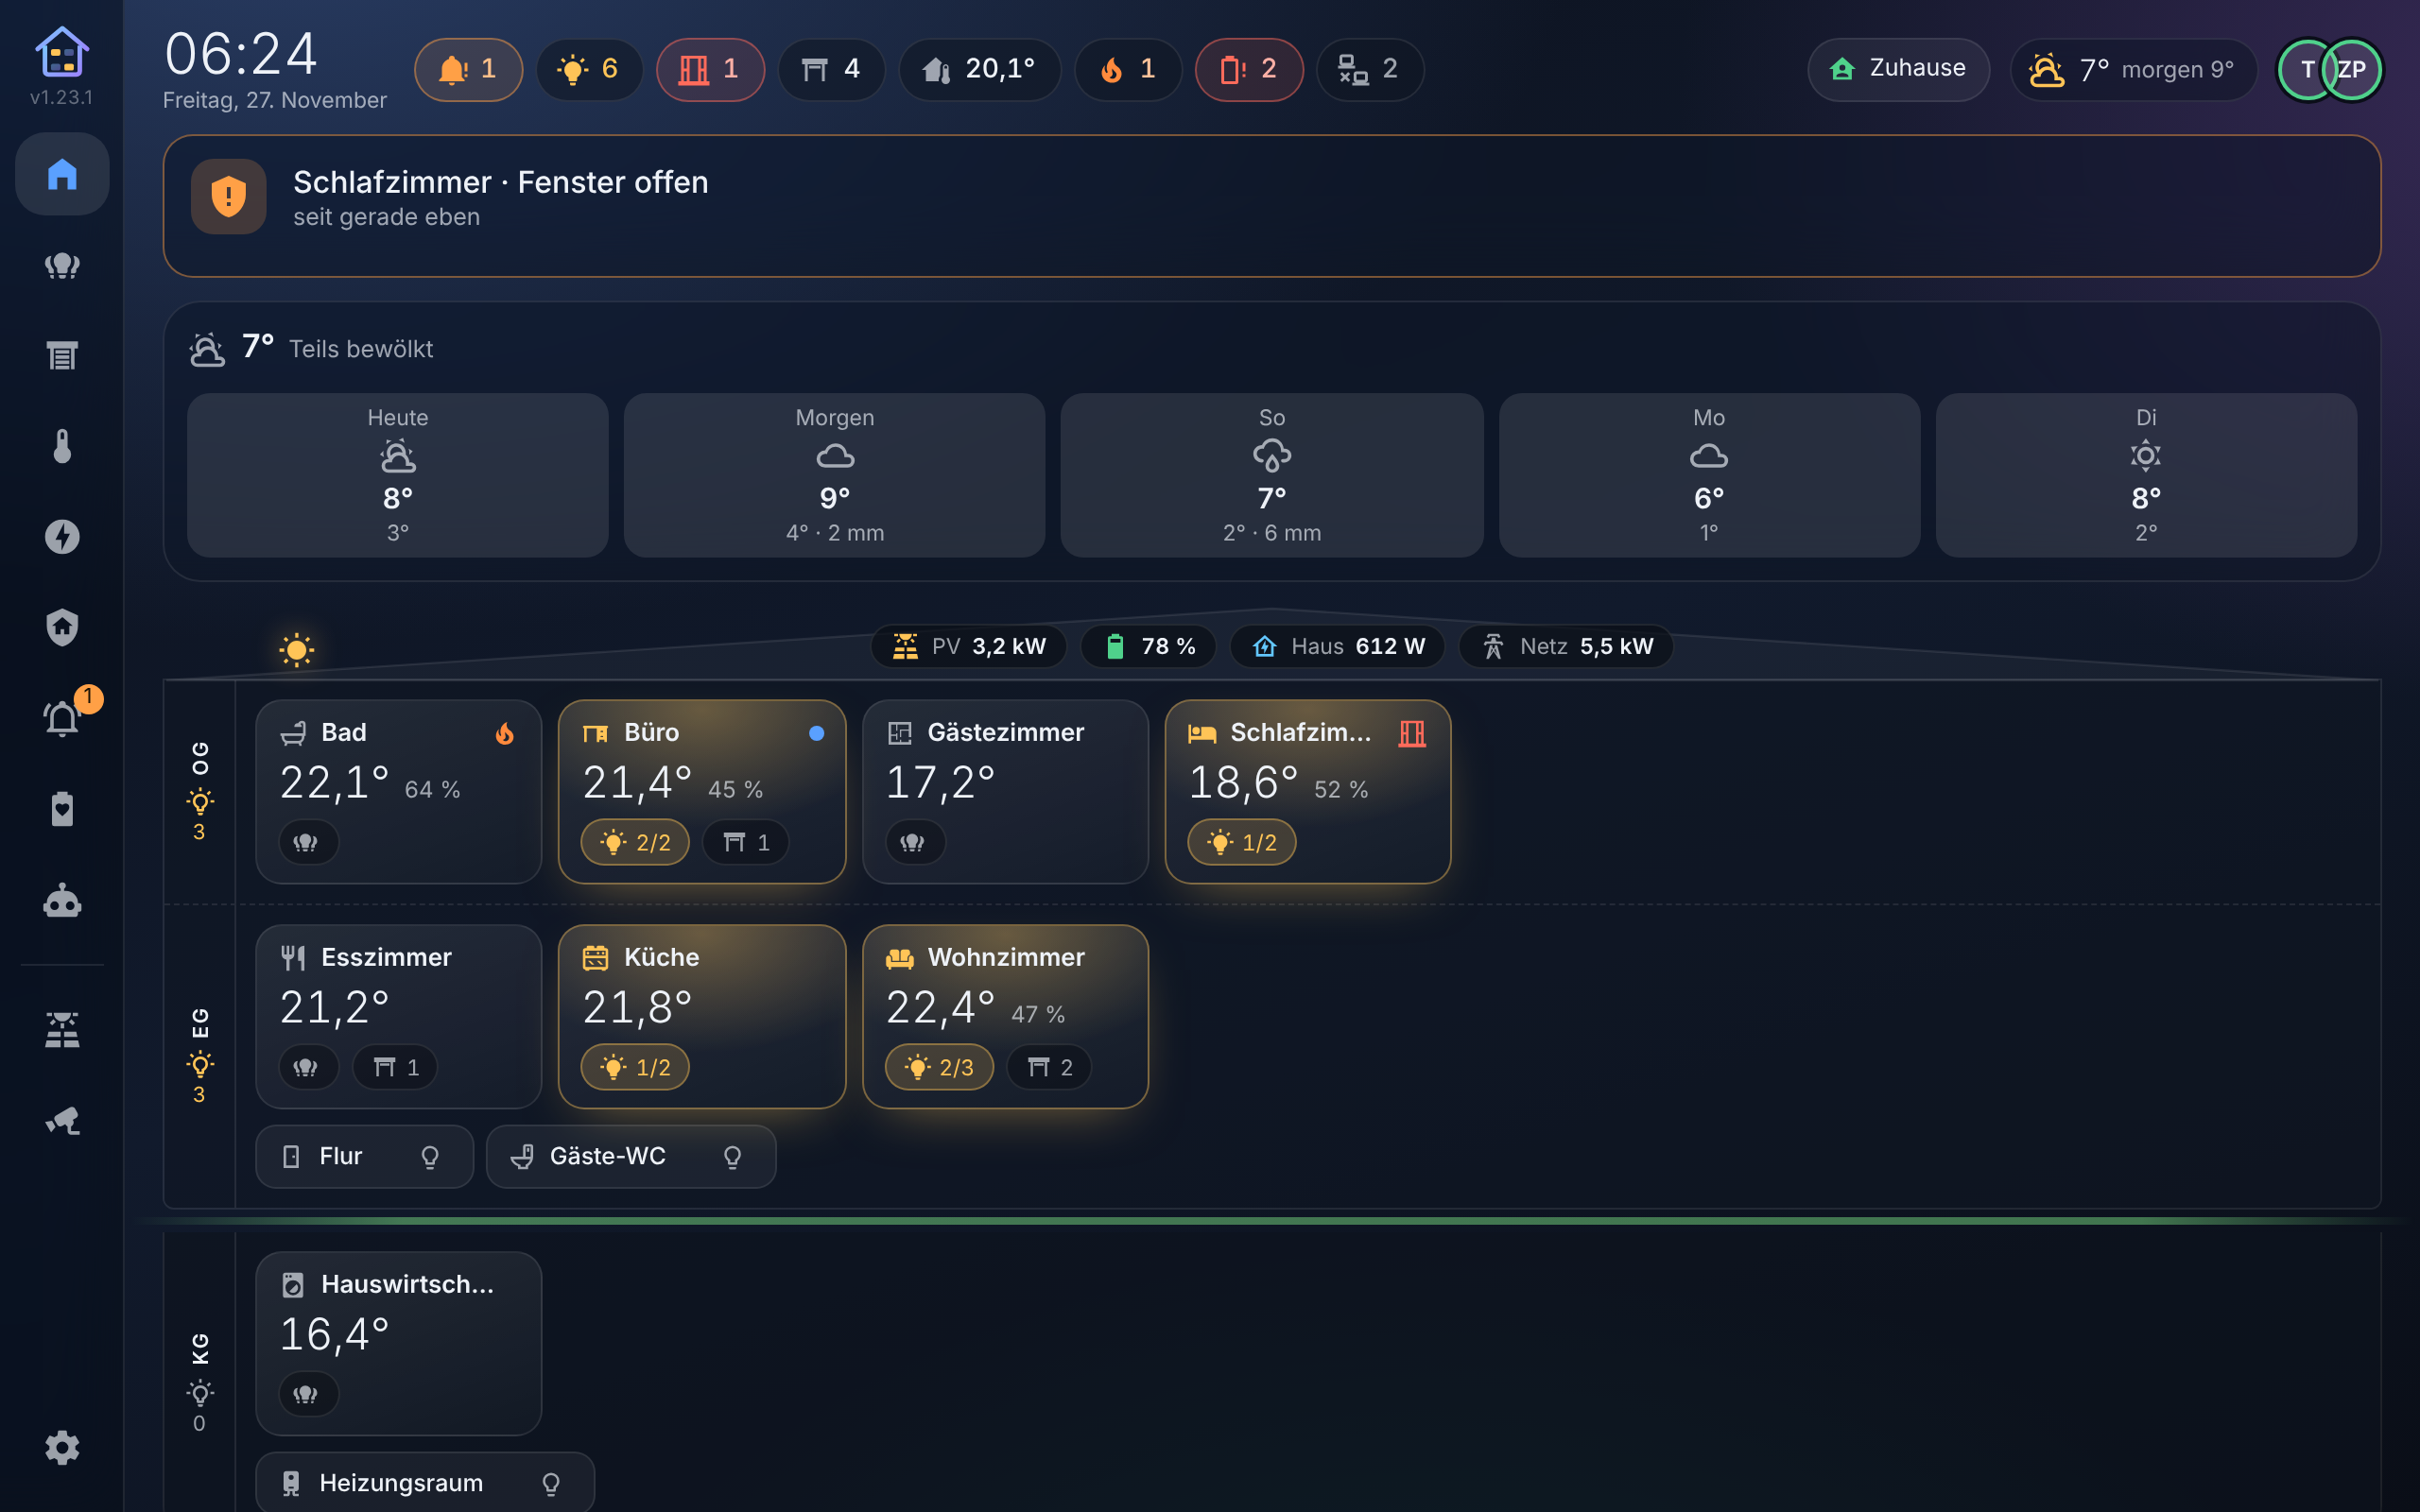 06:24
v1.23.1
Freitag, 27. November
1
6
1
4
20,1°
1
2
2
Zuhause
7° morgen 9°
T
ZP
Schlafzimmer · Fenster offen
seit gerade eben
7° Teils bewölkt
Heute
8°
3°
Morgen
9°
4° · 2 mm
So
7°
2° · 6 mm
Mo
6°
1°
Di
8°
2°
PV 3,2 kW
78 %
Haus 612 W
Netz 5,5 kW
1
OG
3
Bad
22,1° 64 %
Büro
21,4° 45 %
2/2
1
Gästezimmer
17,2°
Schlafzim...
18,6° 52 %
1/2
EG
3
Esszimmer
21,2°
1
Küche
21,8°
1/2
Wohnzimmer
22,4° 47 %
2/3
2
Flur
Gäste-WC
KG
0
Hauswirtsch...
16,4°
Heizungsraum